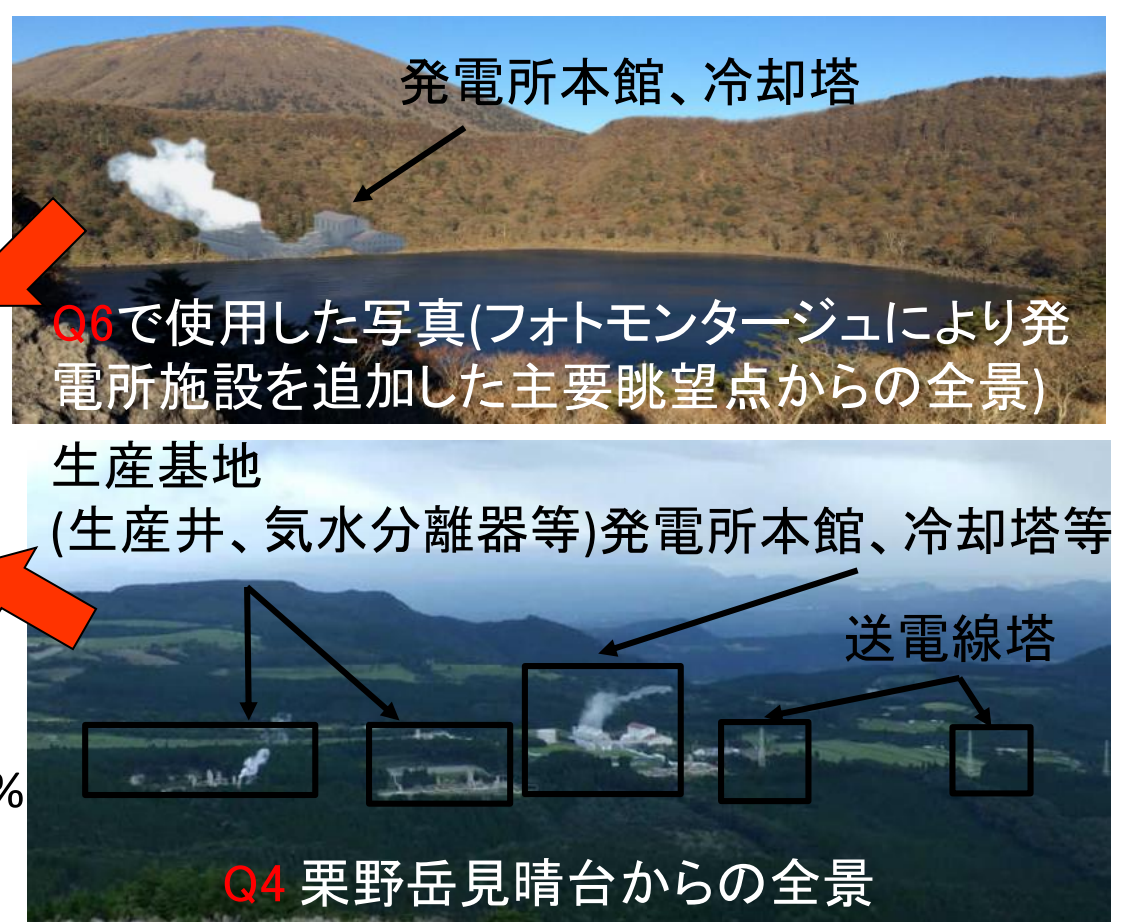 発電所本館、冷却塔
Q6で使用した写真(フォトモンタージュにより発
電所施設を追加した主要眺望点からの全景)
生産基地
(生産井、気水分離器等)発電所本館、冷却塔等
送電線塔
%
Q4 栗野岳見晴台からの全景